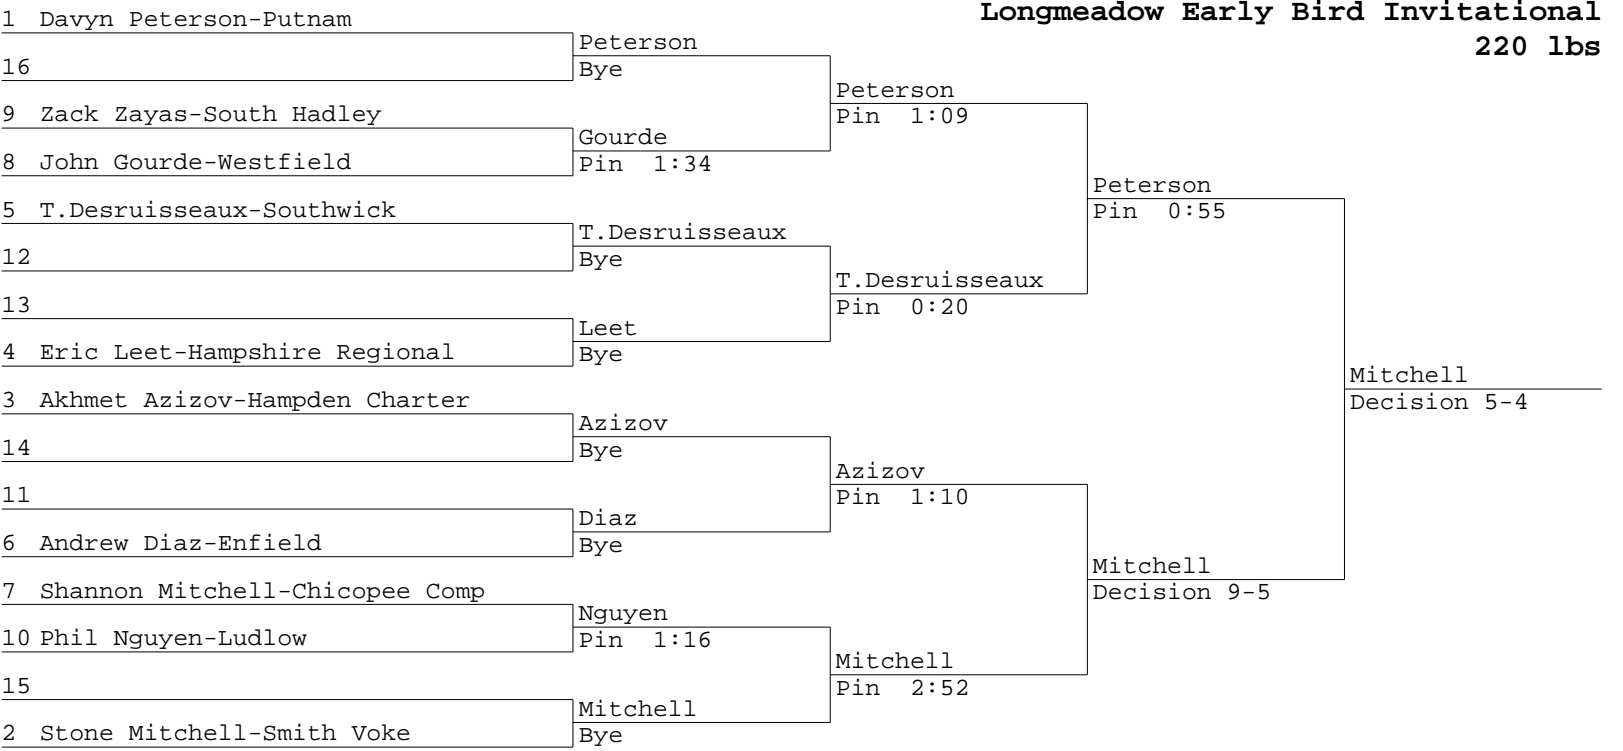 Longmeadow Early Bird Invitational
220 lbs
1 Davyn Peterson-Putnam
16
9 Zack Zayas-South Hadley
8 John Gourde-Westfield
5 T.Desruisseaux-Southwick
12
13
4 Eric Leet-Hampshire Regional
3 Akhmet Azizov-Hampden Charter
14
11
6 Andrew Diaz-Enfield
7 Shannon Mitchell-Chicopee Comp
10 Phil Nguyen-Ludlow
15
2 Stone Mitchell-Smith Voke
Peterson
Bye
Gourde
Pin 1:34
T.Desruisseaux
Bye
Leet
Bye
Azizov
Bye
Diaz
Bye
Nguyen
Pin 1:16
Mitchell
Bye
Peterson
Pin 1:09
T.Desruisseaux
Pin 0:20
Azizov
Pin 1:10
Mitchell
Pin 2:52
Peterson
Pin 0:55
Mitchell
Decision 9-5
Mitchell
Decision 5-4